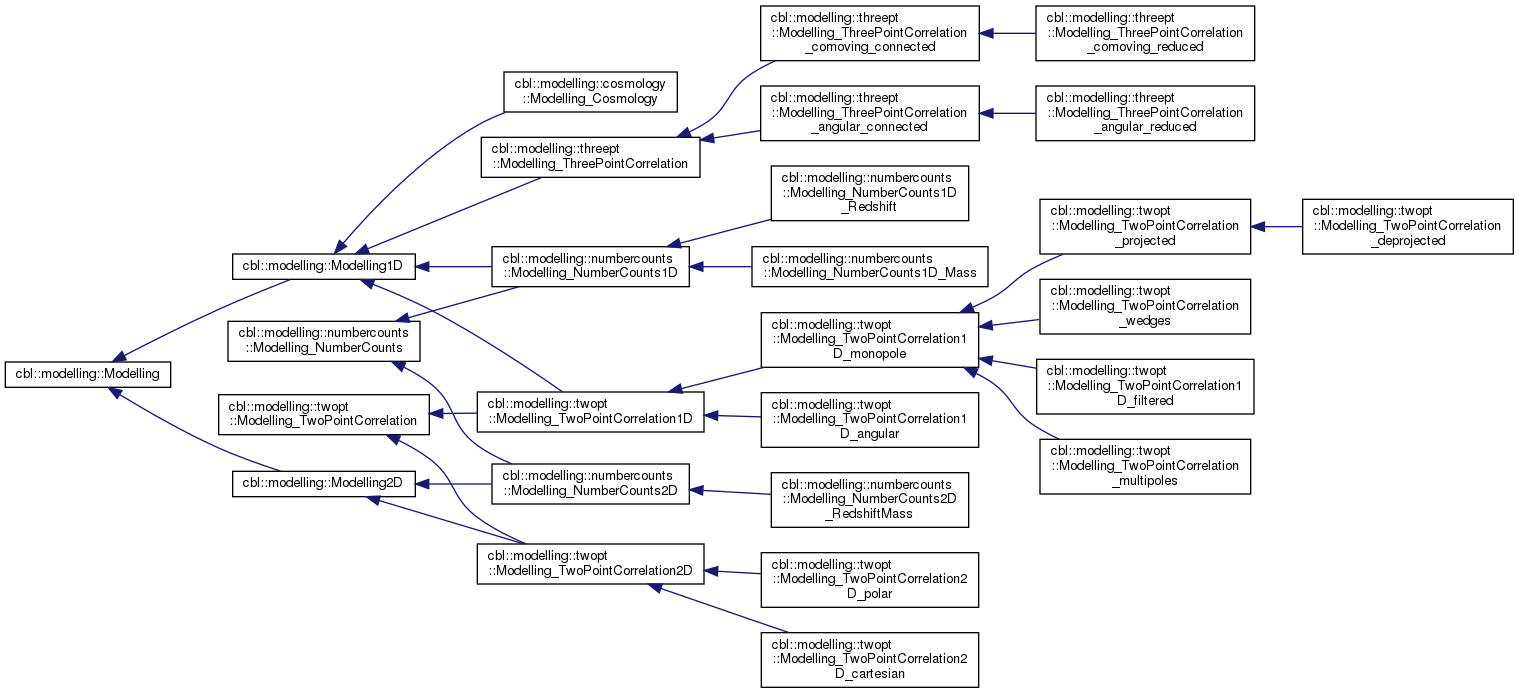 cbl::modelling::Modelling
cbl::modelling::Modelling1D
cbl::modelling::numbercounts
::Modelling_NumberCounts
cbl::modelling::twopt
::Modelling_TwoPointCorrelation
cbl::modelling::Modelling2D
cbl::modelling::cosmology
::Modelling_Cosmology
cbl::modelling::threept
::Modelling_ThreePointCorrelation
cbl::modelling::numbercounts
::Modelling_NumberCounts1D
cbl::modelling::twopt
::Modelling_TwoPointCorrelation1D
cbl::modelling::numbercounts
::Modelling_NumberCounts2D
cbl::modelling::twopt
::Modelling_TwoPointCorrelation2D
cbl::modelling::threept
::Modelling_ThreePointCorrelation
_comoving_connected
cbl::modelling::threept
::Modelling_ThreePointCorrelation
_angular_connected
cbl::modelling::numbercounts
::Modelling_NumberCounts1D
_Redshift
cbl::modelling::numbercounts
::Modelling_NumberCounts1D_Mass
cbl::modelling::twopt
::Modelling_TwoPointCorrelation1
D_monopole
cbl::modelling::twopt
::Modelling_TwoPointCorrelation1
D_angular
cbl::modelling::numbercounts
::Modelling_NumberCounts2D
_RedshiftMass
cbl::modelling::twopt
::Modelling_TwoPointCorrelation2
D_polar
cbl::modelling::twopt
::Modelling_TwoPointCorrelation2
D_cartesian
cbl::modelling::threept
::Modelling_ThreePointCorrelation
_comoving_reduced
cbl::modelling::threept
::Modelling_ThreePointCorrelation
_angular_reduced
cbl::modelling::twopt
::Modelling_TwoPointCorrelation
_projected
cbl::modelling::twopt
::Modelling_TwoPointCorrelation
_wedges
cbl::modelling::twopt
::Modelling_TwoPointCorrelation1
D_filtered
cbl::modelling::twopt
::Modelling_TwoPointCorrelation
_multipoles
cbl::modelling::twopt
::Modelling_TwoPointCorrelation
_deprojected